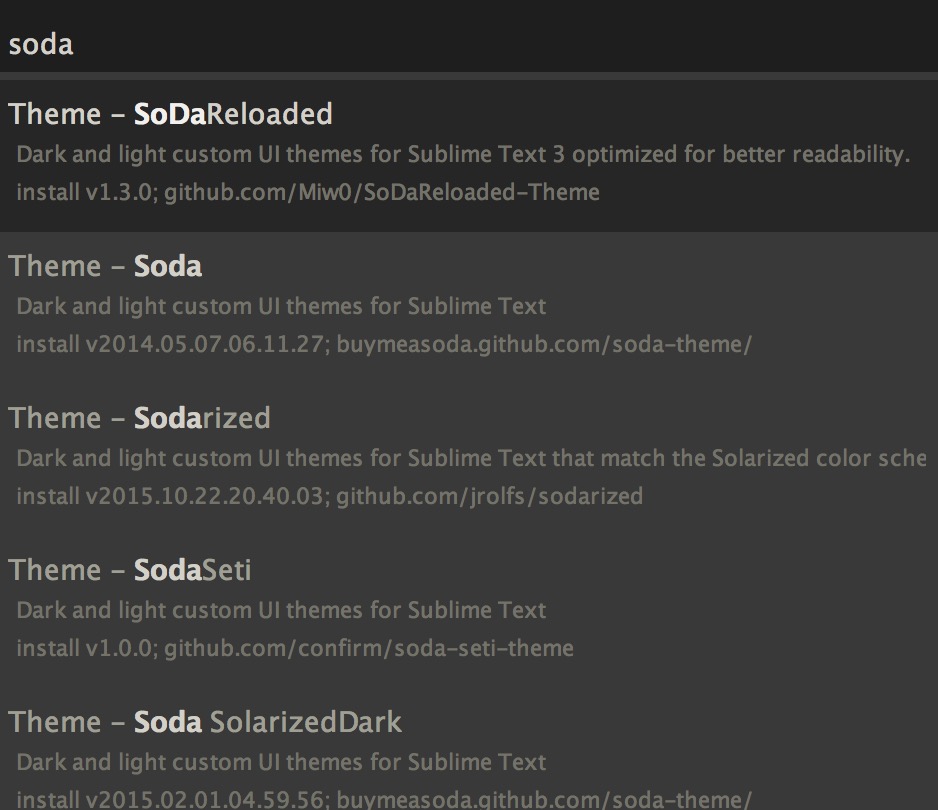 soda
Theme – SoDaReloaded
Dark and light custom UI themes for Sublime Text 3 optimized for better readability.
install v1.3.0; github.com/Miw0/SoDaReloaded-Theme
Theme – Soda
Dark and light custom UI themes for Sublime Text
install v2014.05.07.06.11.27; buymeasoda.github.com/soda-theme/
Theme – Sodarized
Dark and light custom UI themes for Sublime Text that match the Solarized color sche
install v2015.10.22.20.40.03; github.com/jrolfs/sodarized
Theme – SodaSeti
Dark and light custom UI themes for Sublime Text
install v1.0.0; github.com/confirm/soda-seti-theme
Theme – Soda SolarizedDark
Dark and light custom UI themes for Sublime Text
install v2015.02.01.04.59.56; buymeasoda.github.com/soda-theme/